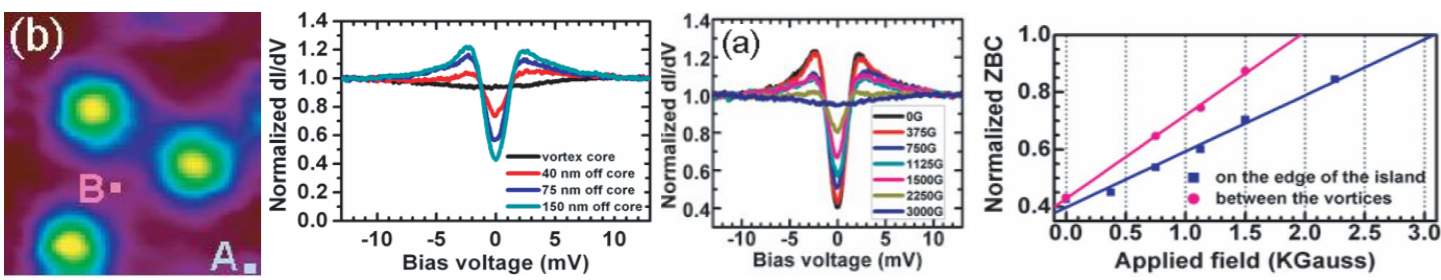 (b)
B
A
Normalized dI/dV
1.4
1.2
1.0
0.8
0.6
0.4
0.2
0.0
vortex core
40 nm off core
75 nm off core
150 nm off core
-10
-5
0
5
10
Bias voltage (mV)
(a)
Normalized dI/dV
1.4
1.2
1.0
0.8
0.6
0.4
0G
375G
750G
1125G
1500G
2250G
3000G
-10
-5
0
5
10
Bias voltage (mV)
Normalized ZBC
1.0
0.8
0.6
0.4
on the edge of the island
between the vortices
0.0
0.5
1.0
1.5
2.0
2.5
3.0
Applied field (KGauss)